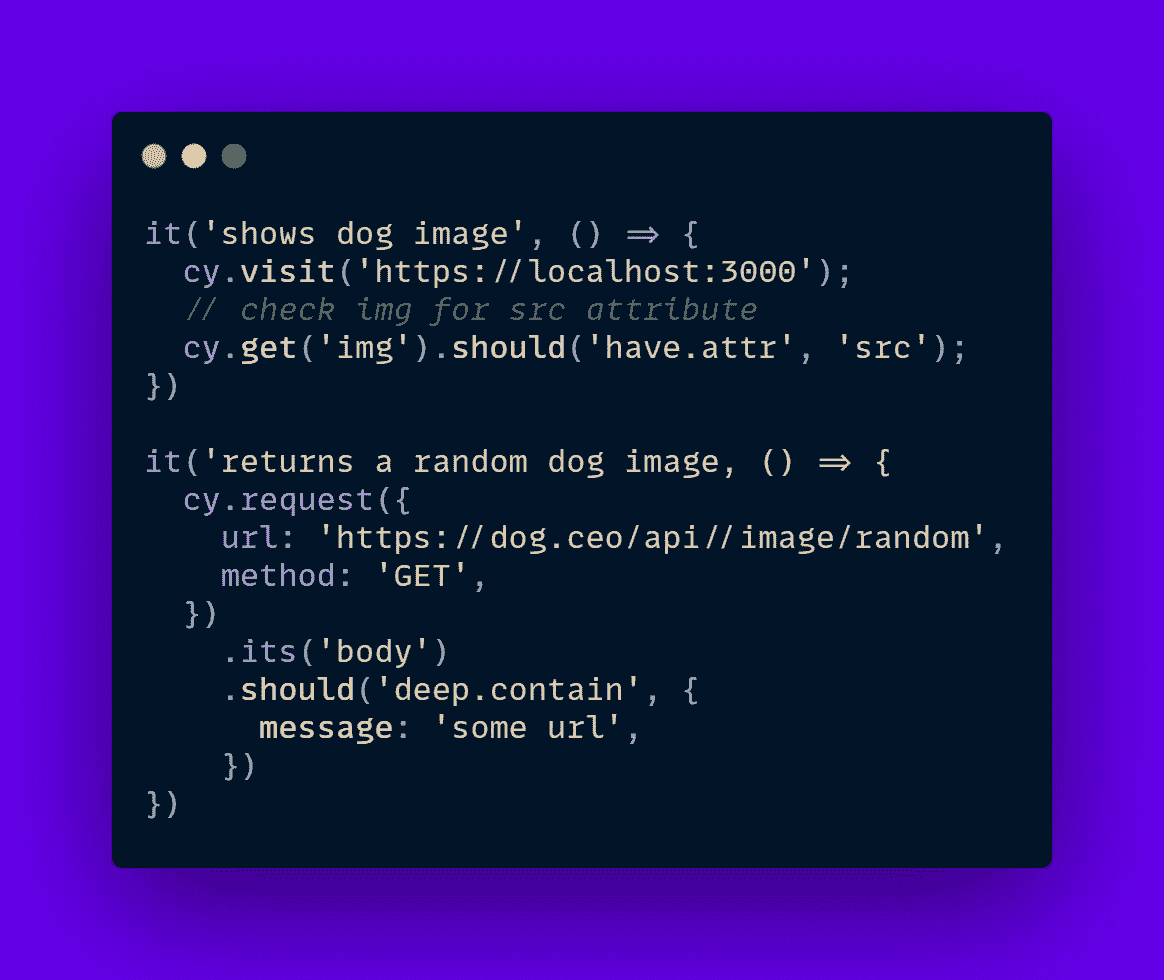 it('shows dog image', () => {
cy.visit('https://localhost:3000');
// check img for src attribute
cy.get('img').should('have.attr', 'src');
})
it('returns a random dog image, () => {
cy.request({
url: 'https://dog.ceo/api//image/random',
method: 'GET',
})
.its('body')
.should('deep.contain', {
message: 'some url',
})
})